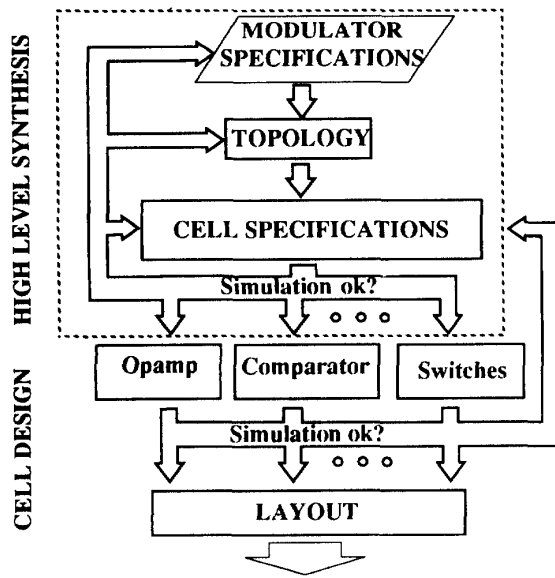 HIGH LEVEL SYNTHESIS
MODULATOR
SPECIFICATIONS
TOPOLOGY
CELL SPECIFICATIONS
Simulation ok?
CELL DESIGN
Opamp
Comparator
Switches
Simulation ok?
LAYOUT